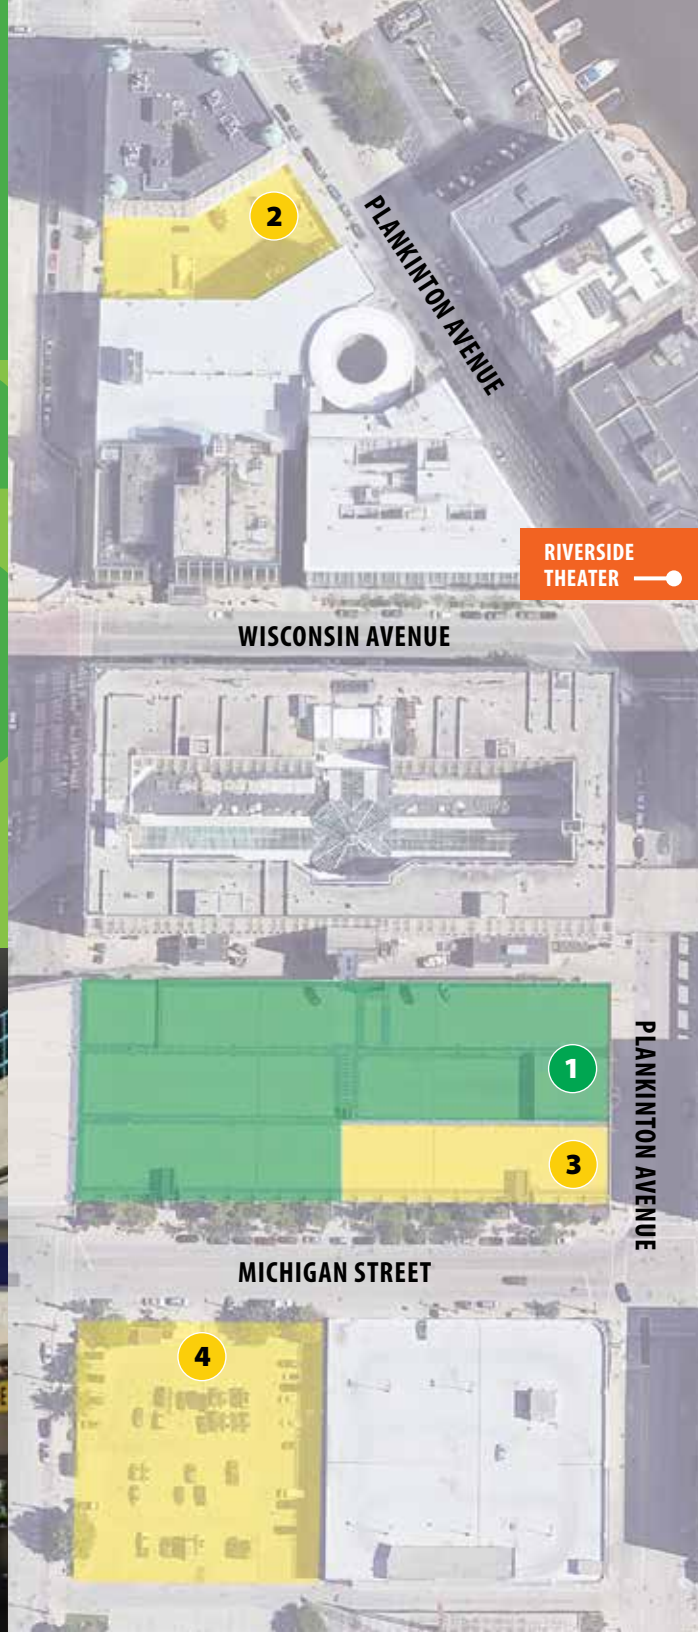 2
PLANKINTON AVENUE
RIVERSIDE
THEATER
WISCONSIN AVENUE
1
3
PLANKINTON AVENUE
MICHIGAN STREET
4